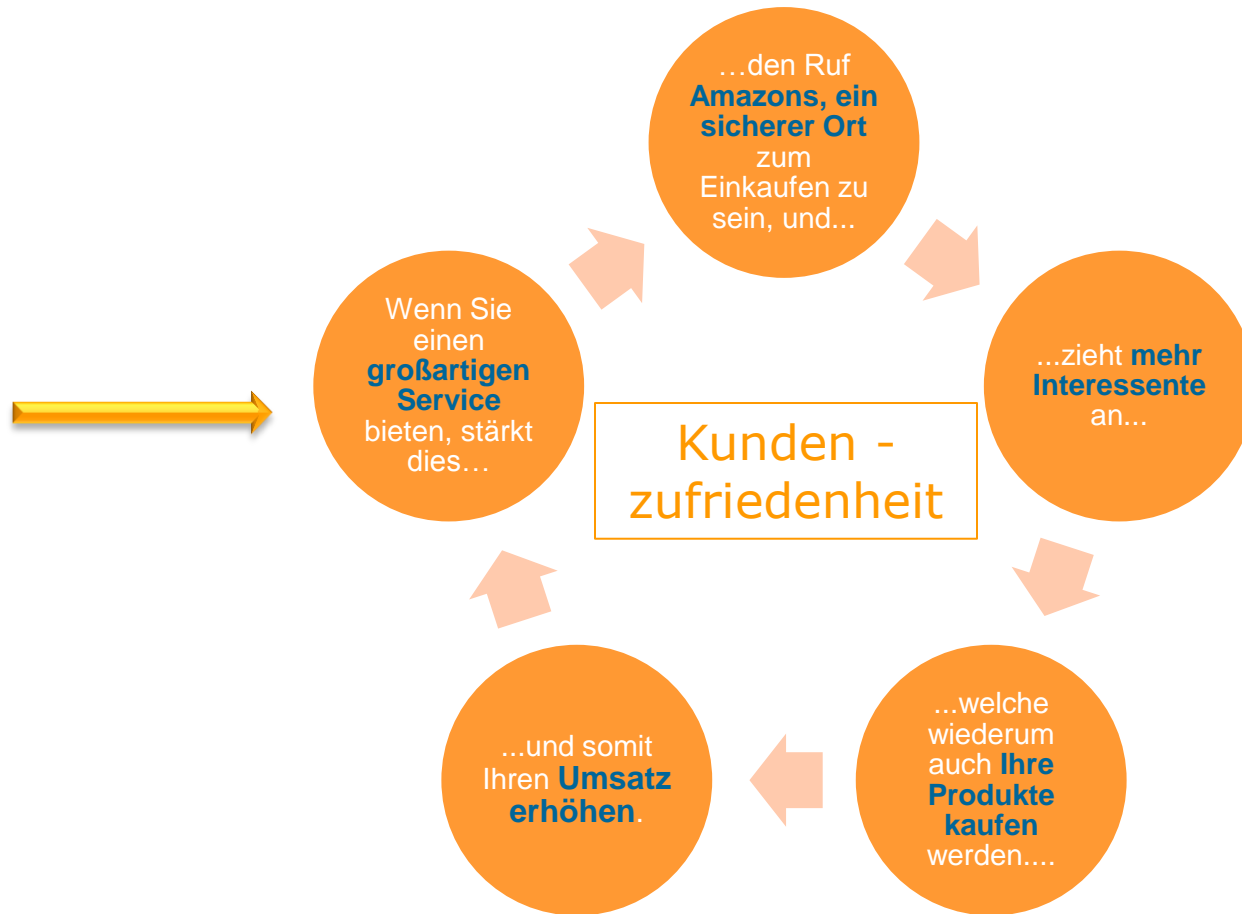 …den Ruf
Amazons, ein
sicherer Ort
zum
Einkaufen zu
sein, und...
Wenn Sie
einen
großartigen
Service
bieten, stärkt
dies…
...zieht mehr
Interessente
an...
Kunden -
zufriedenheit
...welche
wiederum
auch Ihre
Produkte
kaufen
werden....
...und somit
Ihren Umsatz
erhöhen.